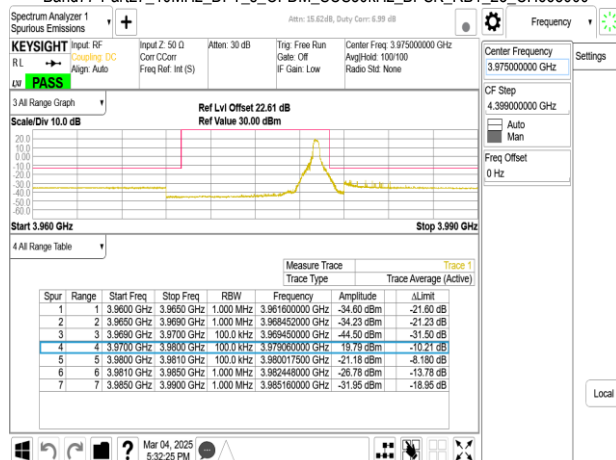 Spectrum Analyzer 1
Spurious Emissions
Attn: 15.62dB, Duty Corr: 6.99 dB
Frequency
KEYSIGHT
Input: RF
Input Z: 50 Ω
Atten: 30 dB
Trig: Free Run
Center Freq: 3.975000000 GHz
RL
Coupling: DC
Corr CCorr
Gate: Off
Avg|Hold: 100/100
Align: Auto
Freq Ref: Int (S)
IF Gain: Low
Radio Std: None
PASS
Center Frequency
3.975000000 GHz
Settings
CF Step
4.399000000 GHz
Auto
Man
Freq Offset
0 Hz
3 All Range Graph
Ref Lvl Offset 22.61 dB
Scale/Div 10.0 dB
Ref Value 30.00 dBm
20.0
10.0
0.00
-10.0
-20.0
-30.0
-40.0
-50.0
-60.0
Start 3.960 GHz
Stop 3.990 GHz
4 All Range Table
Measure Trace Trace 1
Trace Type Trace Average (Active)
Spur Range Start Freq Stop Freq RBW Frequency Amplitude ΔLimit
1 1 3.9600 GHz 3.9650 GHz 1.000 MHz 3.961600000 GHz -34.60 dBm -21.60 dB
2 2 3.9650 GHz 3.9690 GHz 1.000 MHz 3.968452000 GHz -34.23 dBm -21.23 dB
3 3 3.9690 GHz 3.9700 GHz 100.0 kHz 3.969450000 GHz -44.50 dBm -31.50 dB
4 4 3.9700 GHz 3.9800 GHz 100.0 kHz 3.979060000 GHz 19.79 dBm -10.21 dB
5 5 3.9800 GHz 3.9810 GHz 100.0 kHz 3.980017500 GHz -21.18 dBm -8.180 dB
6 6 3.9810 GHz 3.9850 GHz 1.000 MHz 3.982448000 GHz -26.78 dBm -13.78 dB
7 7 3.9850 GHz 3.9900 GHz 1.000 MHz 3.985160000 GHz -31.95 dBm -18.95 dB
Local
Mar 04, 2025
5:32:25 PM